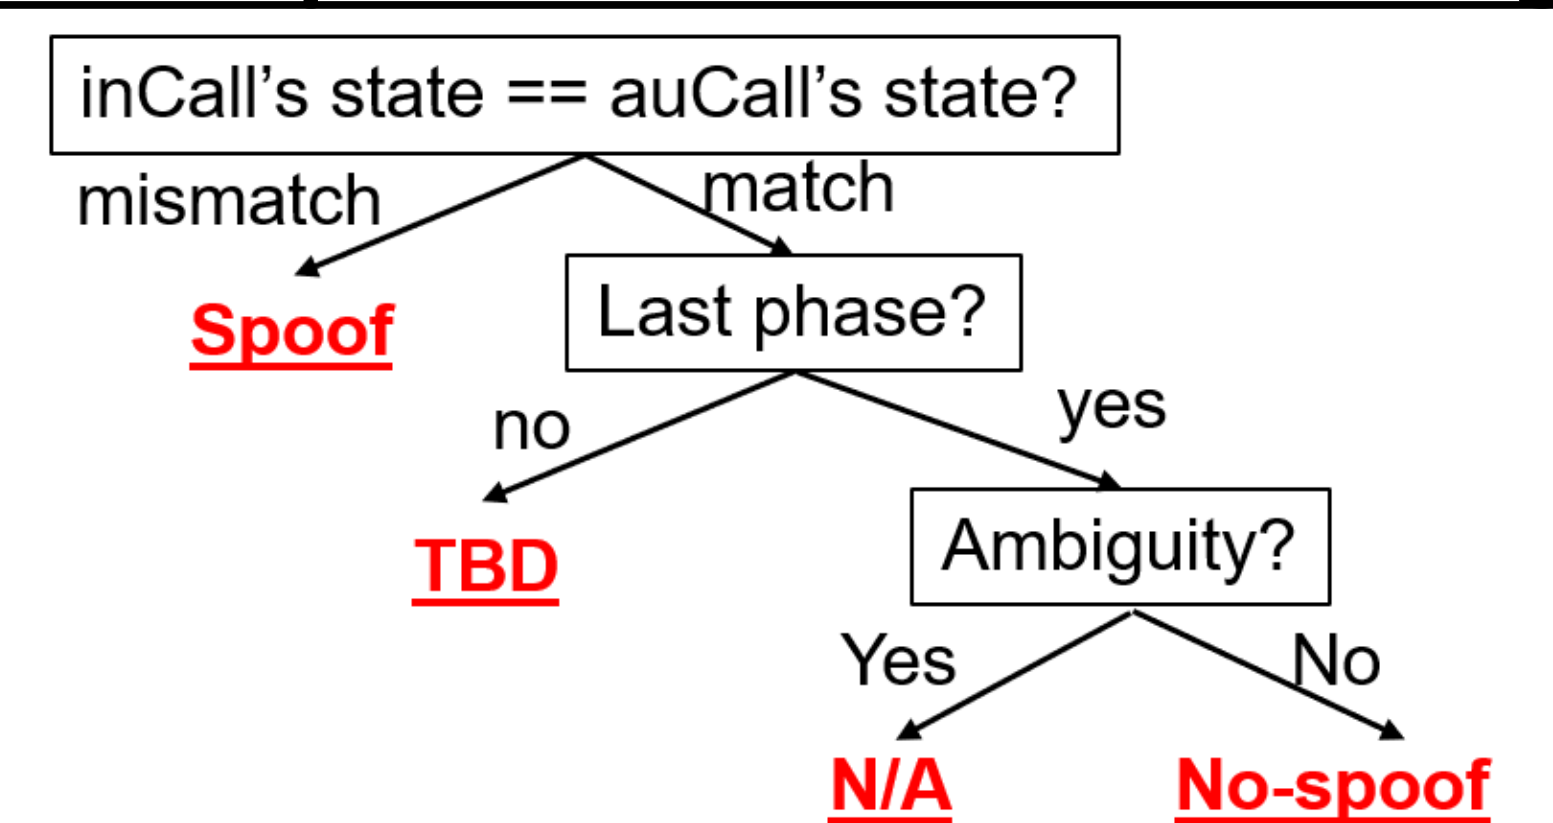 inCall’s state == auCall’s state?
mismatch
match
Spoof
Last phase?
no
yes
TBD
Ambiguity?
Yes
No
N/A
No-spoof